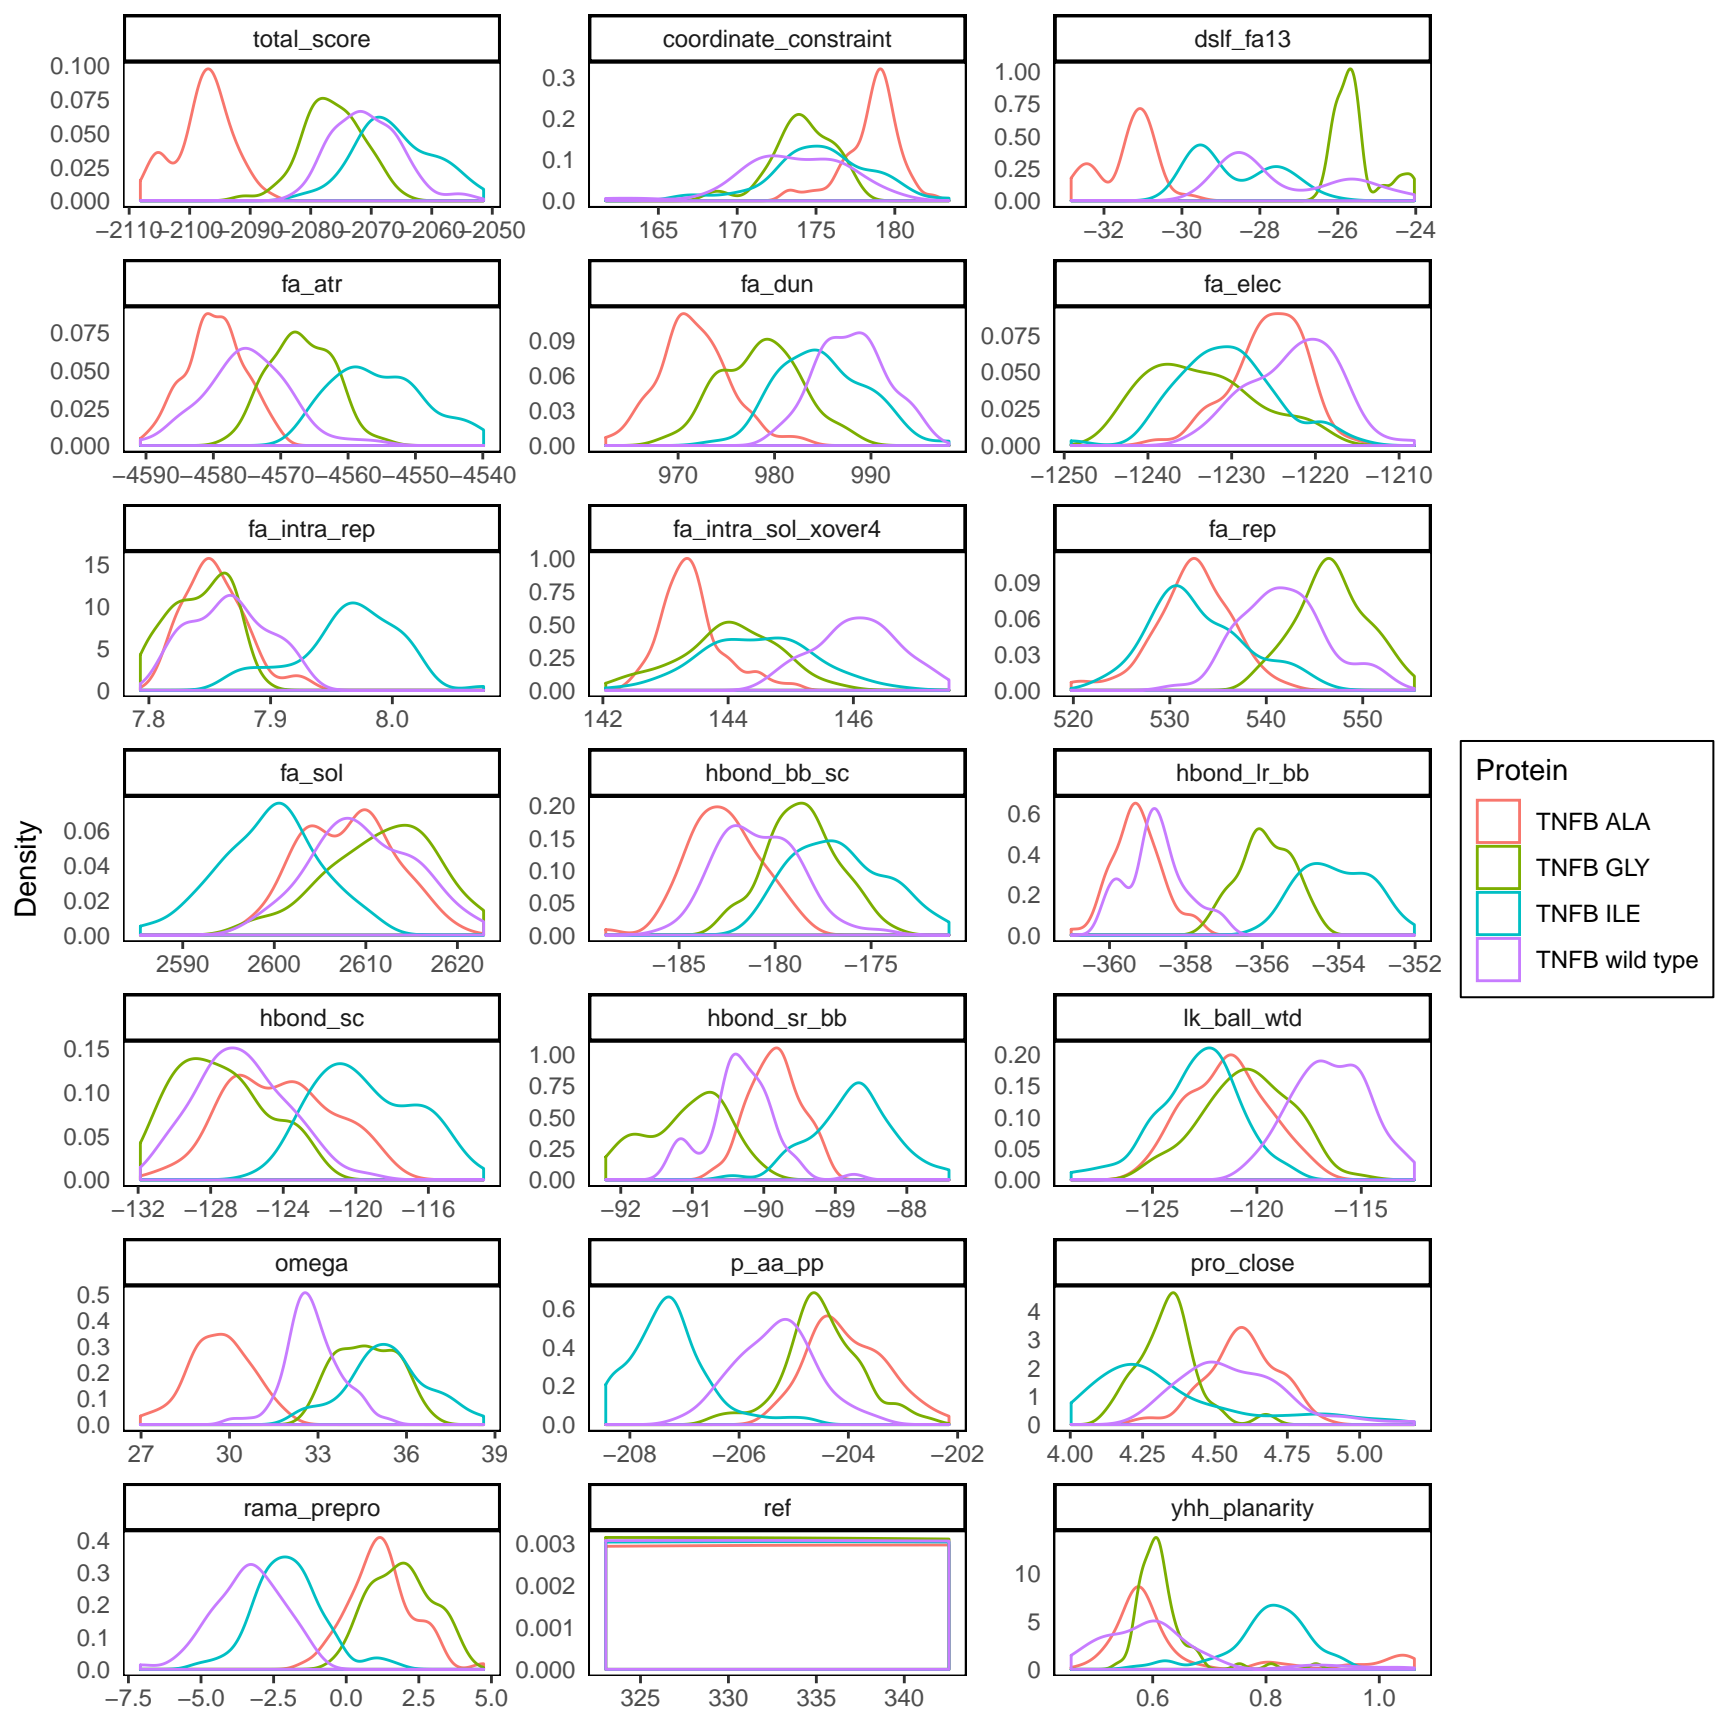 total_score coordinate_constraint dslf_fa13
0.100 0.075 0.050 0.025 0.000
0.3 0.2 0.1 0.0
1.00 0.75 0.50 0.25 0.00
−2110 −2100 −2090 −2080 −2070 −2060 −2050 165 170 175 180 −32 −30 −28 −26 −24
fa_atr fa_dun fa_elec
0.075 0.050 0.025 0.000
0.09 0.06 0.03 0.00
0.075 0.050 0.025 0.000
−4590 −4580 −4570 −4560 −4550 −4540 970 980 990 −1250 −1240 −1230 −1220 −1210
fa_intra_rep fa_intra_sol_xover4 fa_rep
15 10 5 0
1.00 0.75 0.50 0.25 0.00
0.09 0.06 0.03 0.00
7.8 7.9 8.0 142 144 146 520 530 540 550
fa_sol hbond_bb_sc hbond_lr_bb
0.06 0.04 0.02 0.00
0.20 0.15 0.10 0.05 0.00
0.6 0.4 0.2 0.0
2590 2600 2610 2620 −185 −180 −175 −360 −358 −356 −354 −352
hbond_sc hbond_sr_bb lk_ball_wtd
0.15 0.10 0.05 0.00
1.00 0.75 0.50 0.25 0.00
0.20 0.15 0.10 0.05 0.00
−132 −128 −124 −120 −116 −92 −91 −90 −89 −88 −125 −120 −115
omega p_aa_pp pro_close
0.5 0.4 0.3 0.2 0.1 0.0
0.6 0.4 0.2 0.0
4 3 2 1 0
27 30 33 36 39 −208 −206 −204 −202 4.00 4.25 4.50 4.75 5.00
rama_prepro ref yhh_planarity
0.4 0.3 0.2 0.1 0.0
0.003 0.002 0.001 0.000
10 5 0
−7.5 −5.0 −2.5 0.0 2.5 5.0 325 330 335 340 0.6 0.8 1.0
Density
Protein
TNFB ALA
TNFB GLY
TNFB ILE
TNFB wild type